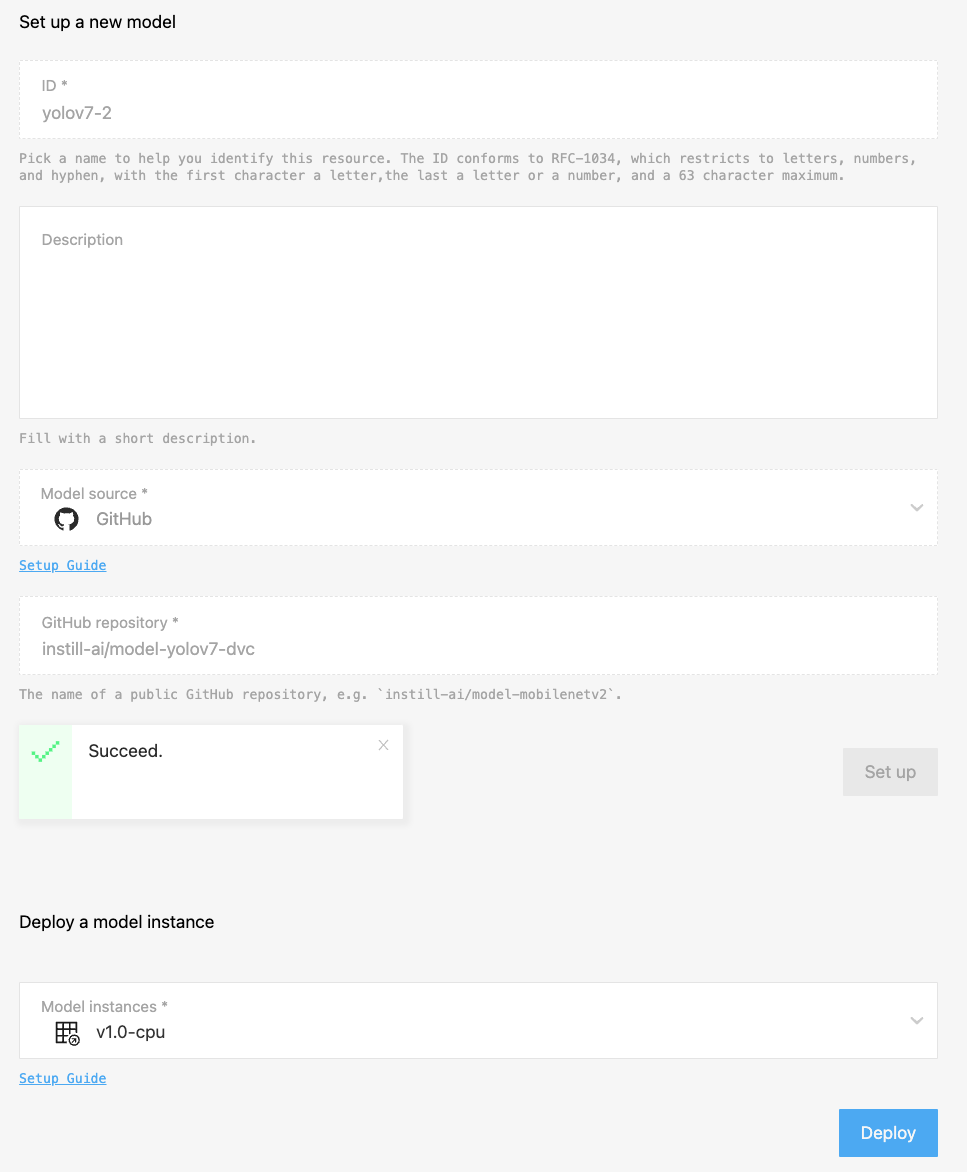 Set up a new model
ID *
yolov7-2
Pick a name to help you identify this resource. The ID conforms to RFC-1034, which restricts to letters, numbers,
and hyphen, with the first character a letter,the last a letter or a number, and a 63 character maximum.
Description
Fill with a short description.
Model source *
GitHub
Setup Guide
GitHub repository *
instill-ai/model-yolov7-dvc
The name of a public GitHub repository, e.g. `instill-ai/model-mobilenetv2`.
Succeed.
Set up
Deploy a model instance
Model instances *
v1.0-cpu
Setup Guide
Deploy